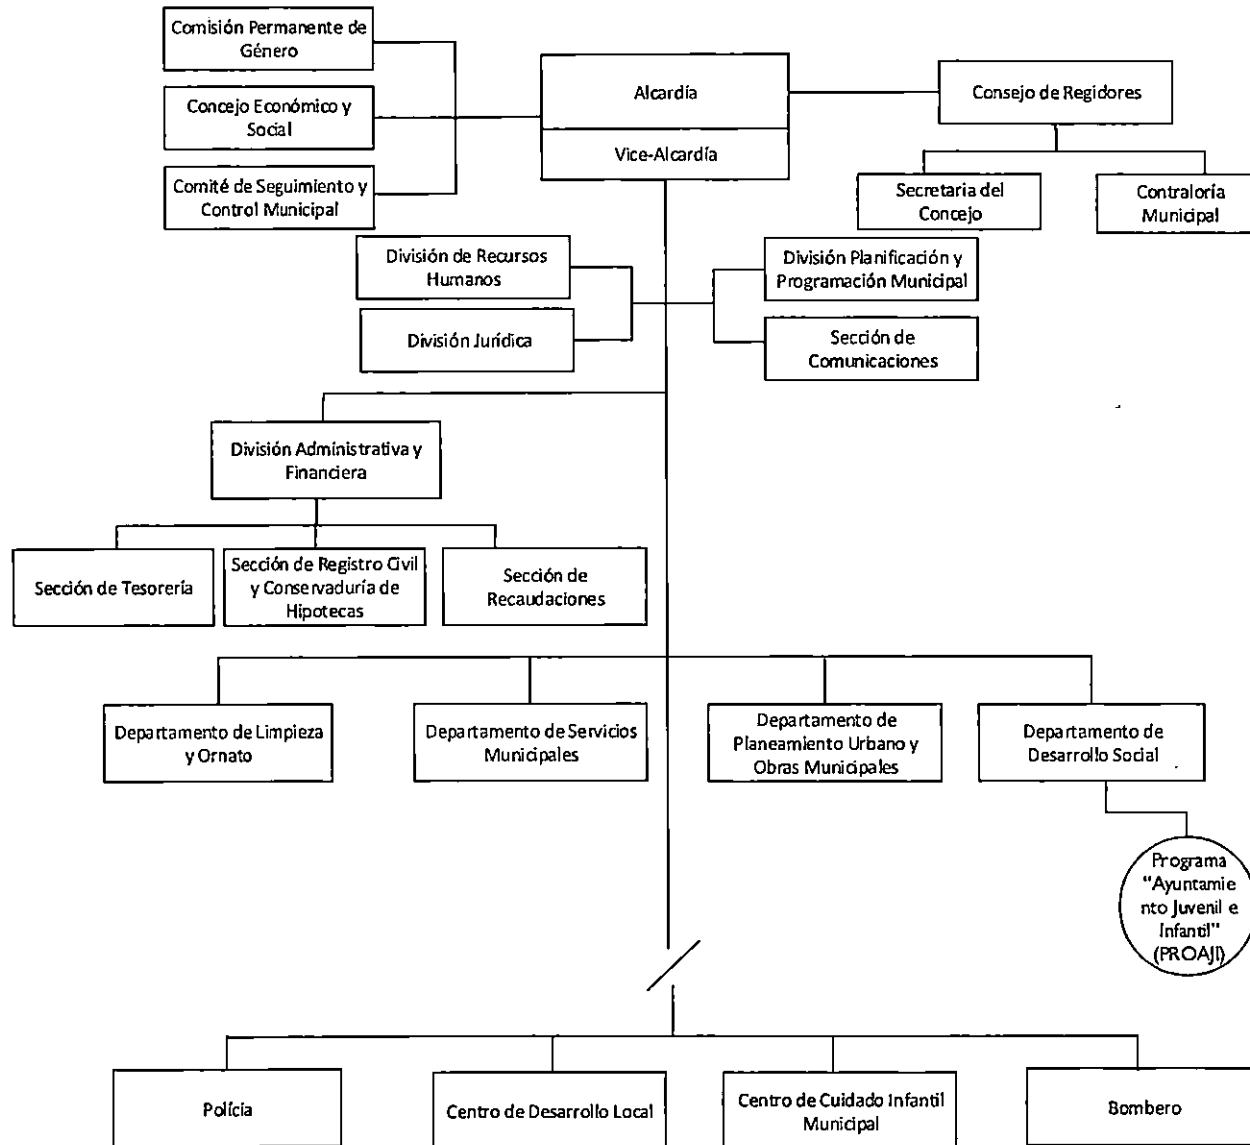 Comisión Permanente de
Género
Concejo Económico y
Social
Comité de Seguimiento y
Control Municipal
Alcardía
Vice-Alcardía
Consejo de Regidores
Secretaria del
Concejo
Contraloría
Municipal
División de Recursos
Humanos
División Jurídica
División Planificación y
Programación Municipal
Sección de
Comunicaciones
División Administrativa y
Financiera
Sección de Tesorería
Sección de Registro Civil
y Conservaduría de
Hipotecas
Sección de
Recaudaciones
Departamento de Limpieza
y Ornato
Departamento de Servicios
Municipales
Departamento de
Planeamiento Urbano y
Obras Municipales
Departamento de
Desarrollo Social
Programa
"Ayuntamie
nto Juvenil e
Infantil"
(PROAJI)
Polícia
Centro de Desarrollo Local
Centro de Cuidado Infantil
Municipal
Bombero